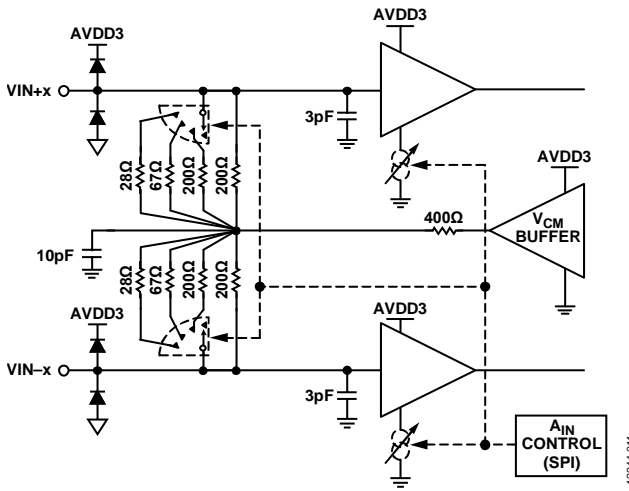 AVDD3
AVDD3
VIN+x
3pF
28Ω
67Ω
200Ω
200Ω
AVDD3
400Ω
VCM
BUFFER
10pF
28Ω
67Ω
200Ω
200Ω
AVDD3
AVDD3
VIN–x
3pF
AIN
CONTROL
(SPI)